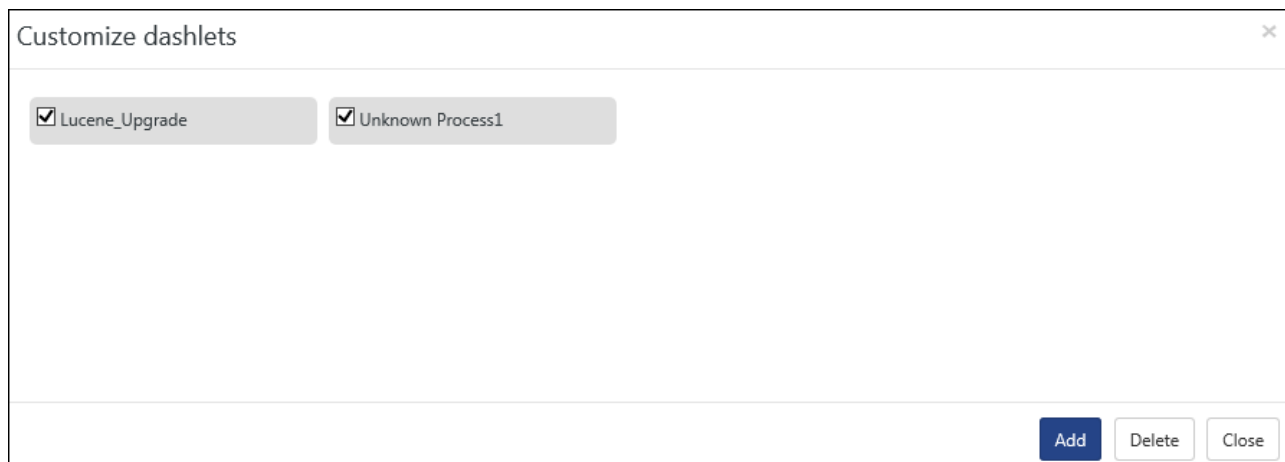 Customize dashlets
Lucene_Upgrade Unknown Process1
Add Delete Close